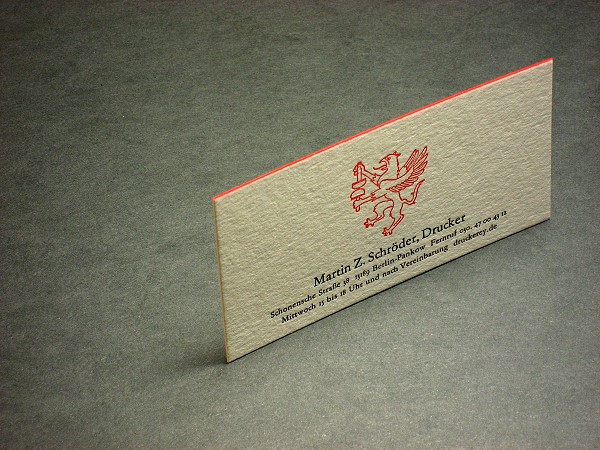 Martin Z. Schröder, Drucker
Schonensche Straße 38 13189 Berlin-Pankow Fernruf 030. 47 00 43 12
Mittwoch 15 bis 18 Uhr und nach Vereinbarung druckerey.de